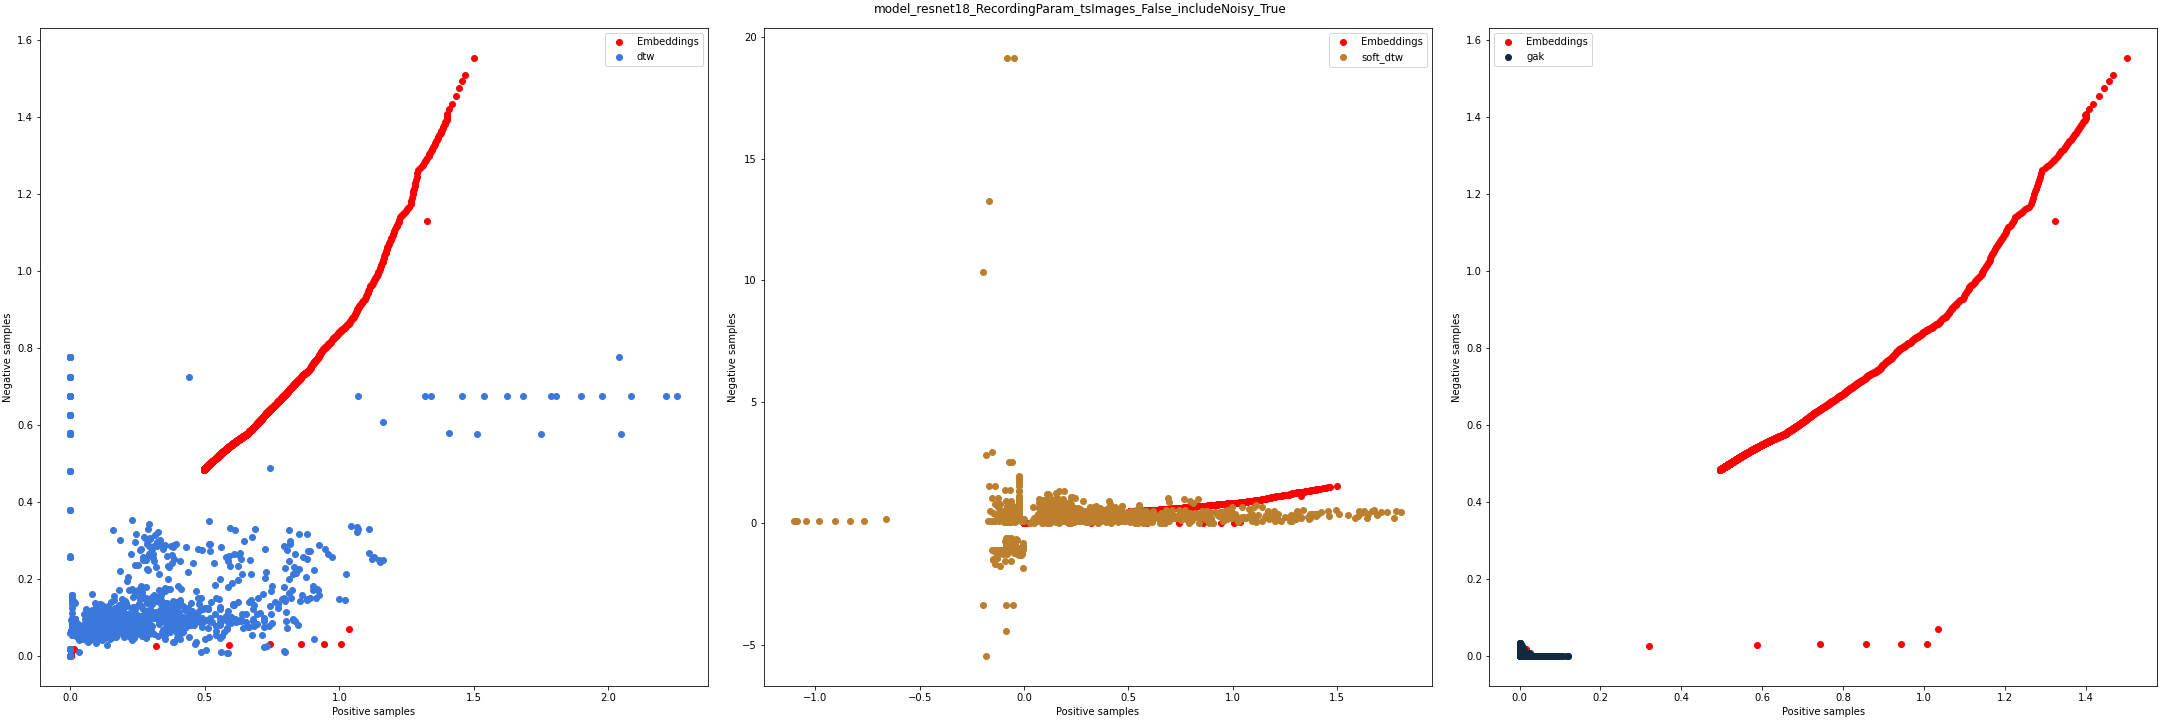 model_resnet18_RecordingParam_tsImages_False_includeNoisy_True
Embeddings
dtw
1.6
1.4
1.2
1.0
0.8
0.6
0.4
0.2
0.0
Negative samples
0.0 0.5 1.0 1.5 2.0
Positive samples
Embeddings
soft_dtw
20
15
10
5
0
−5
Negative samples
−1.0 −0.5 0.0 0.5 1.0 1.5
Positive samples
Embeddings
gak
1.6
1.4
1.2
1.0
0.8
0.6
0.4
0.2
0.0
Negative samples
0.0 0.2 0.4 0.6 0.8 1.0 1.2 1.4
Positive samples